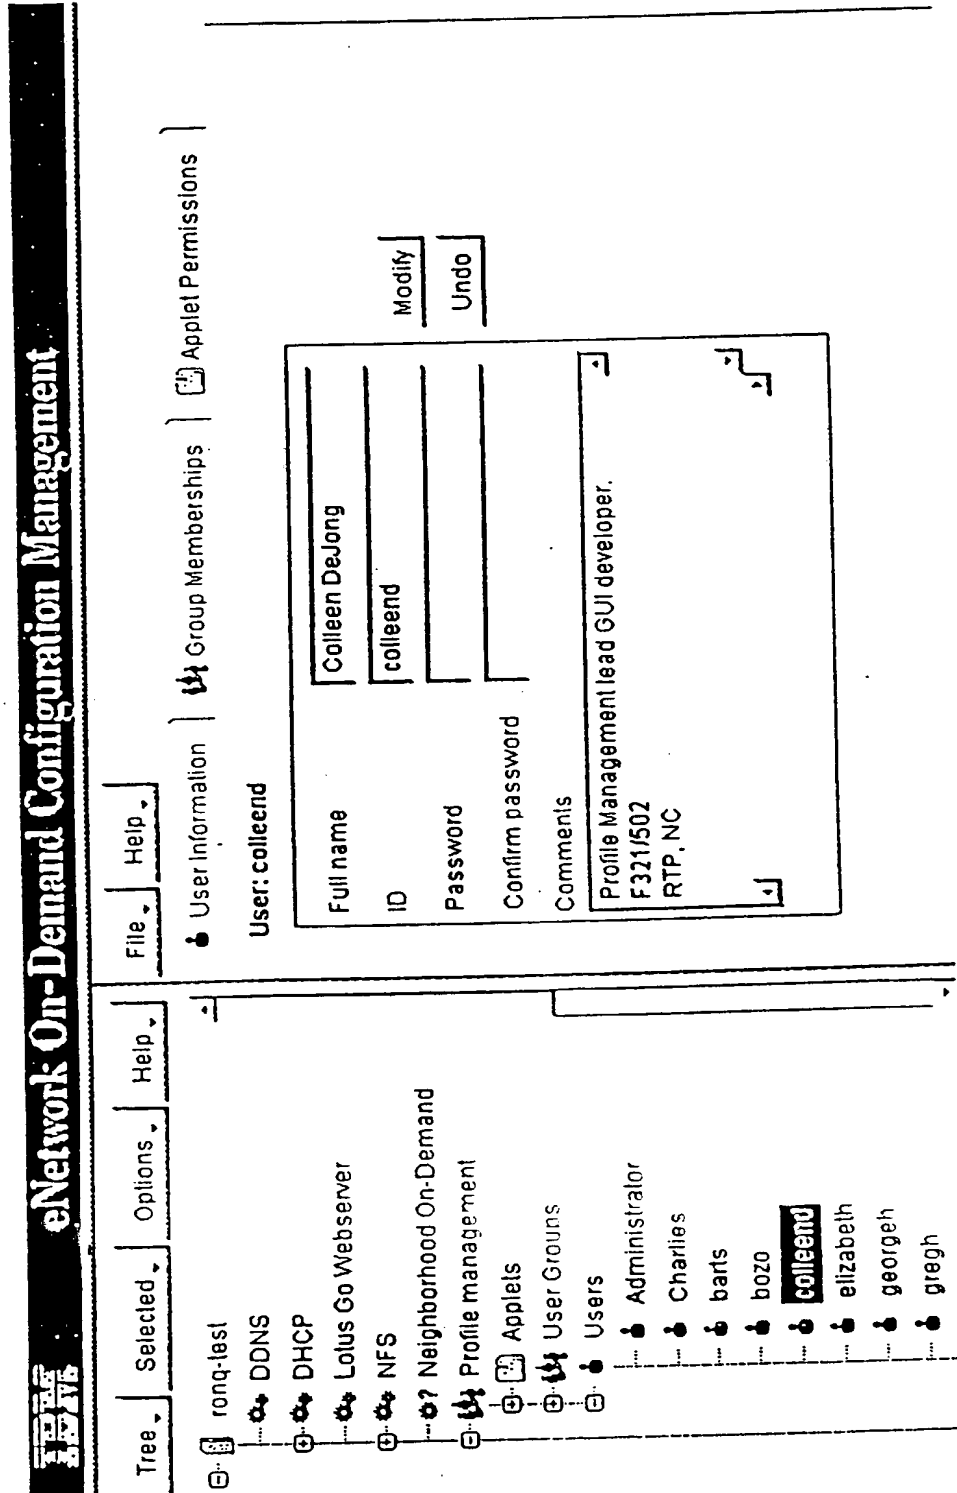 IBM eNetwork On-Demand Configuration Management
Tree Selected Options Help
ronq-test
DDNS
DHCP
Lotus Go Webserver
NFS
? Neighborhood On-Demand
Profile management
Applets
User Groups
Users
Administrator
Charlies
barts
bozo
colleend
elizabeth
georgeh
gregh
File Help
User Information Group Memberships Applet Permissions
User: colleend
Full name Colleen DeJong
ID colleend Modify
Password Undo
Confirm password
Comments
Profile Management lead GUI developer.
F321/502
RTP, NC